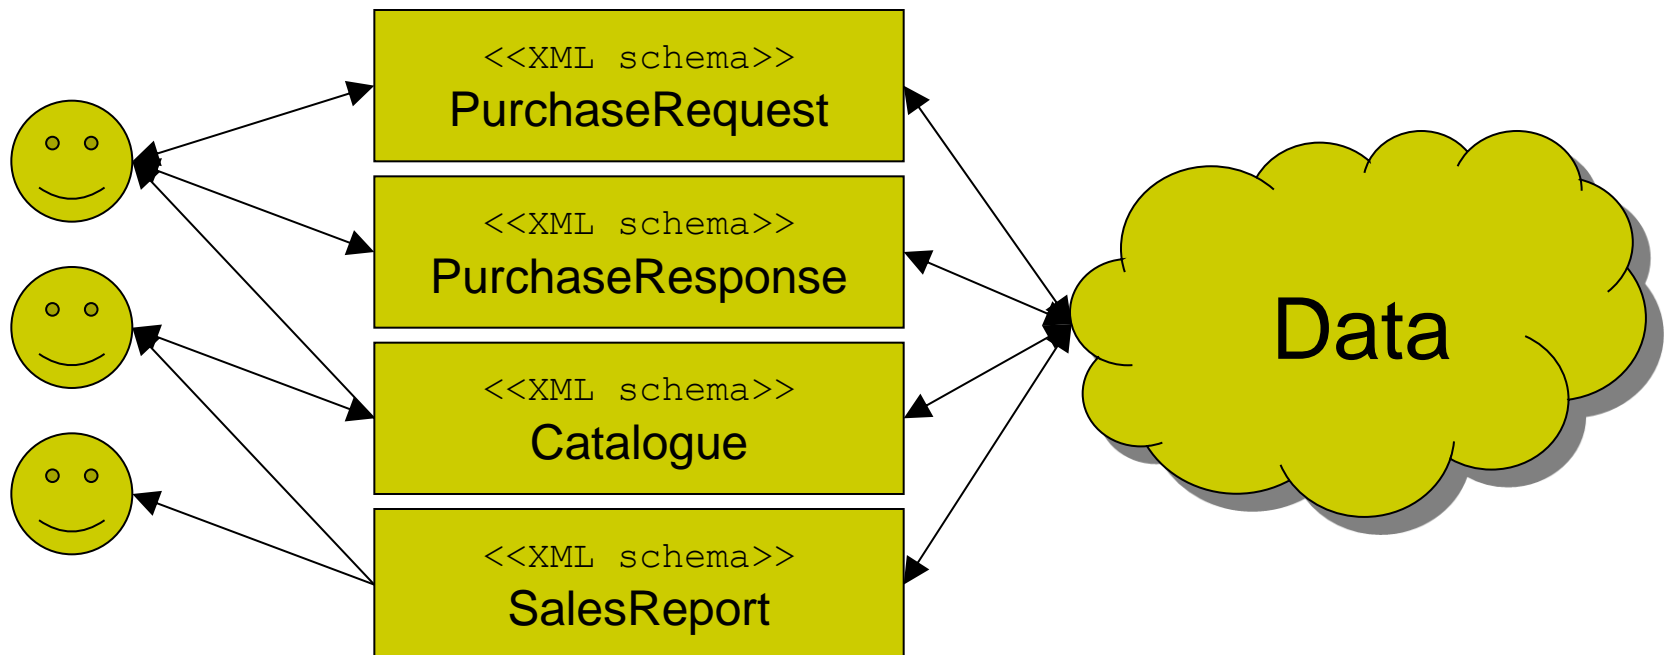 <<XML schema>>
PurchaseRequest
<<XML schema>>
PurchaseResponse
<<XML schema>>
Catalogue
<<XML schema>>
SalesReport
Data